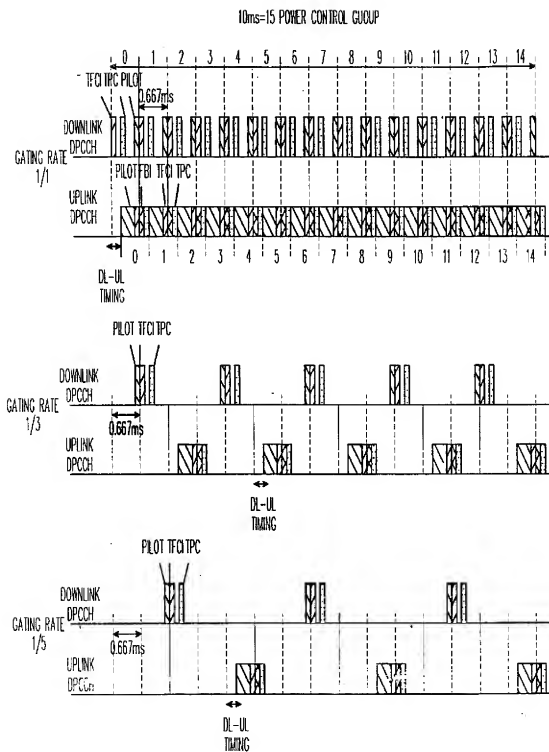 10ms=15 POWER CONTROL GUCUP
0 1 2 3 4 5 6 7 8 9 10 11 12 13 14
TFCI TPC PILOT
0.667ms
DOWNLINK
DPCCH
GATING RATE
1/1
PILOT FBI TFCI TPC
UPLINK
DPCCH
0 1 2 3 4 5 6 7 8 9 10 11 12 13 14
DL-UL
TIMING
PILOT TFCI TPC
DOWNLINK
DPCCH
GATING RATE
1/3
0.667ms
UPLINK
DPCCH
DL-UL
TIMING
PILOT TFCI TPC
DOWNLINK
DPCCH
GATING RATE
1/5
0.667ms
UPLINK
DPCCH
DL-UL
TIMING